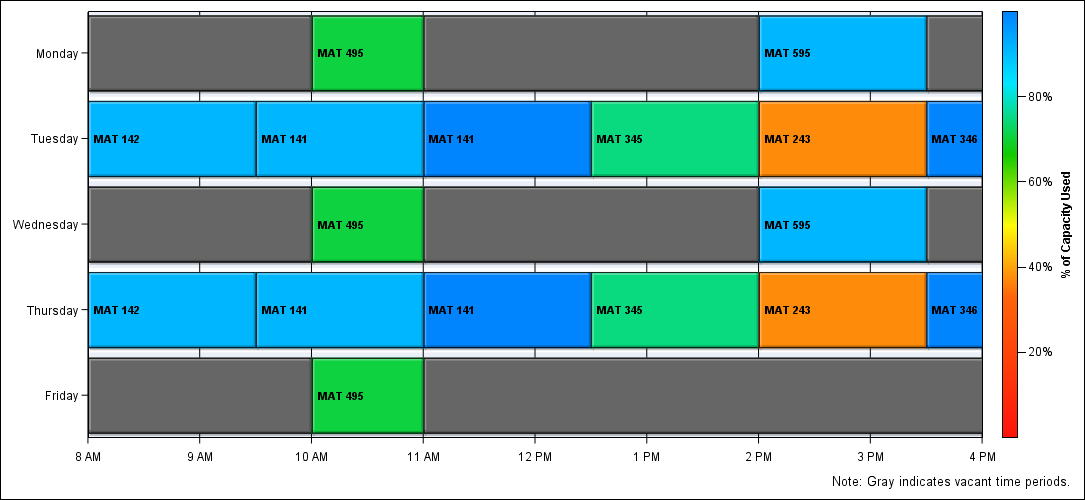 Monday
MAT 495
MAT 595
Tuesday
MAT 142
MAT 141
MAT 141
MAT 345
MAT 243
MAT 346
Wednesday
MAT 495
MAT 595
Thursday
MAT 142
MAT 141
MAT 141
MAT 345
MAT 243
MAT 346
Friday
MAT 495
8 AM
9 AM
10 AM
11 AM
12 PM
1 PM
2 PM
3 PM
4 PM
80%
60%
40%
20%
% of Capacity Used
Note: Gray indicates vacant time periods.